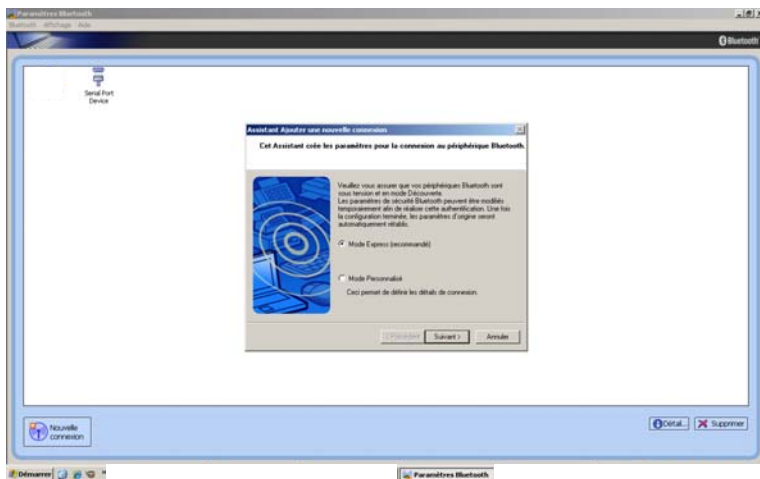 Paramètres Bluetooth
Bluetooth Affichage Aide
Bluetooth
Serial Port
Device
Assistant Ajouter une nouvelle connexion
Cet Assistant crée les paramètres pour la connexion au périphérique Bluetooth.
Veuillez vous assurer que vos périphériques Bluetooth sont
sous tension et en mode Découverte.
Les paramètres de sécurité Bluetooth peuvent être modifiés
temporairement afin de réaliser cette authentification. Une fois
la configuration terminée, les paramètres d'origine seront
automatiquement rétablis.
Mode Express (recommandé)
Mode Personnalisé
Ceci permet de définir les détails de connexion.
< Précédent Suivant > Annuler
Nouvelle
connexion
Détail... Supprimer
Démarrer
Paramètres Bluetooth